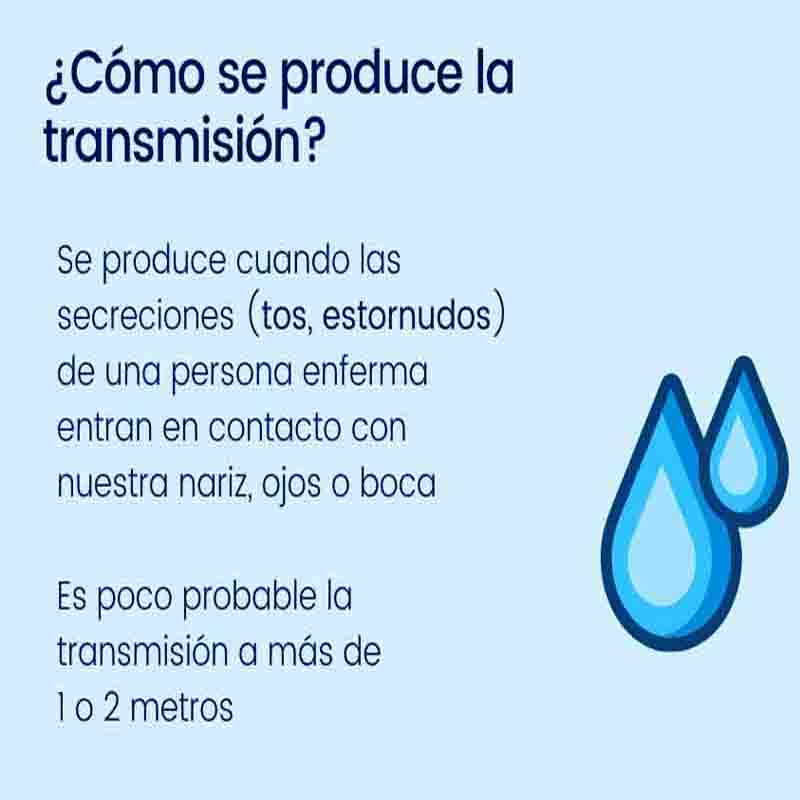 ¿Cómo se produce la
transmisión?
Se produce cuando las
secreciones (tos, estornudos)
de una persona enferma
entran en contacto con
nuestra nariz, ojos o boca
Es poco probable la
transmisión a más de
1 o 2 metros